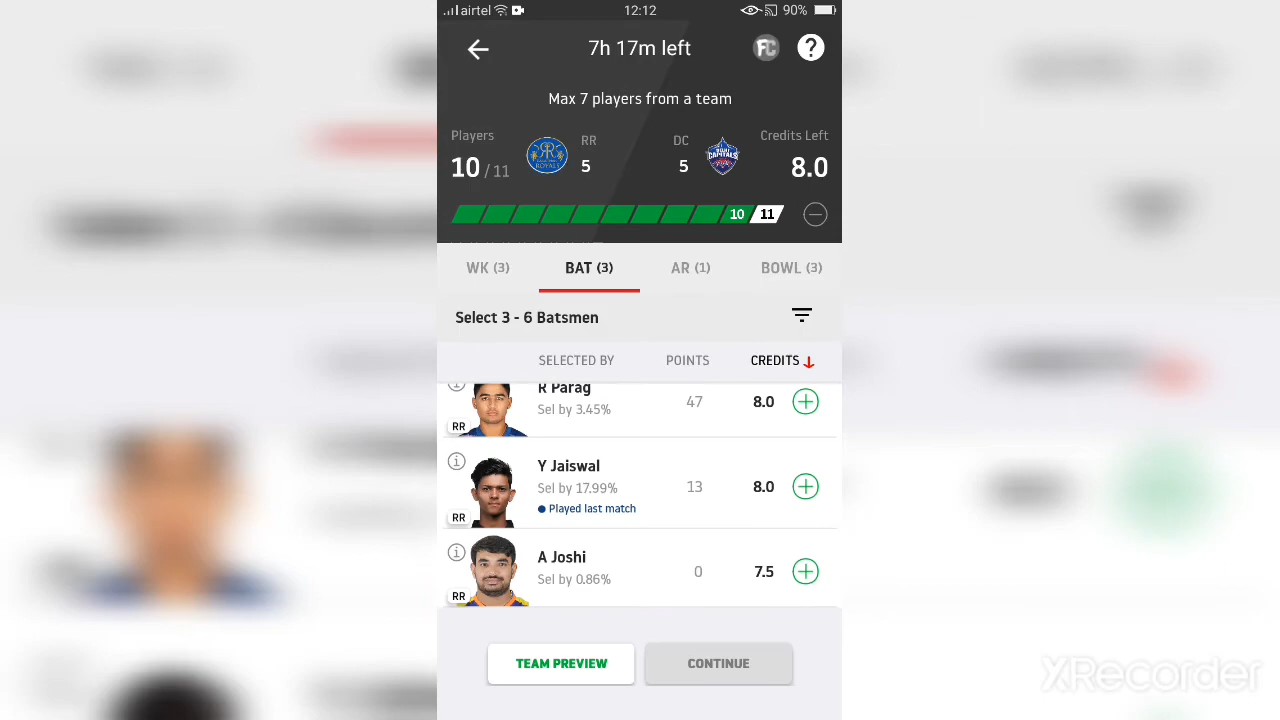 airtel 12:12 90%
7h 17m left FC ?
Max 7 players from a team
Players RR DC Credits Left
10 / 11 5 5 8.0
10 11
WK (3) BAT (3) AR (1) BOWL (3)
Select 3 - 6 Batsmen
SELECTED BY POINTS CREDITS
R Parag
Sel by 3.45% 47 8.0
RR
Y Jaiswal
Sel by 17.99% 13 8.0
Played last match
RR
A Joshi
Sel by 0.86% 0 7.5
RR
TEAM PREVIEW CONTINUE
XRecorder